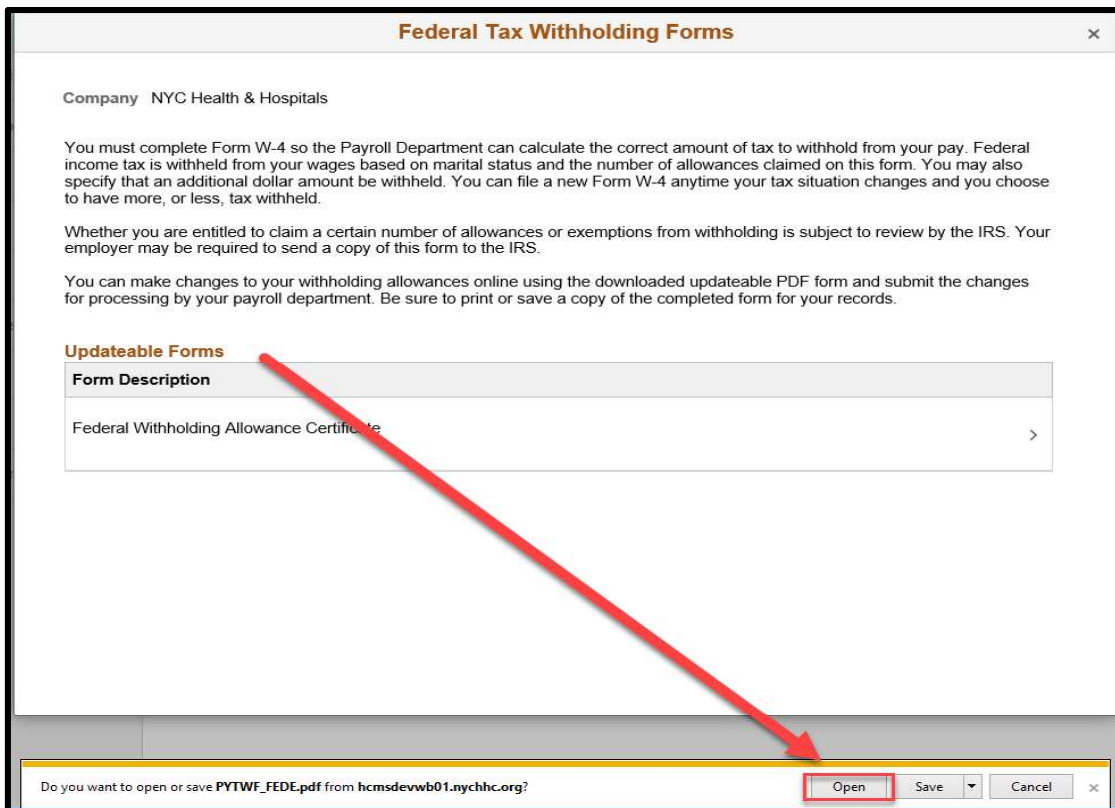 Federal Tax Withholding Forms
×
Company NYC Health & Hospitals
You must complete Form W-4 so the Payroll Department can calculate the correct amount of tax to withhold from your pay. Federal
income tax is withheld from your wages based on marital status and the number of allowances claimed on this form. You may also
specify that an additional dollar amount be withheld. You can file a new Form W-4 anytime your tax situation changes and you choose
to have more, or less, tax withheld.
Whether you are entitled to claim a certain number of allowances or exemptions from withholding is subject to review by the IRS. Your
employer may be required to send a copy of this form to the IRS.
You can make changes to your withholding allowances online using the downloaded updateable PDF form and submit the changes
for processing by your payroll department. Be sure to print or save a copy of the completed form for your records.
Updateable Forms
Form Description
Federal Withholding Allowance Certificate
Do you want to open or save PYTWF_FEDE.pdf from hcmsdevwb01.nychhc.org? Open Save Cancel ×